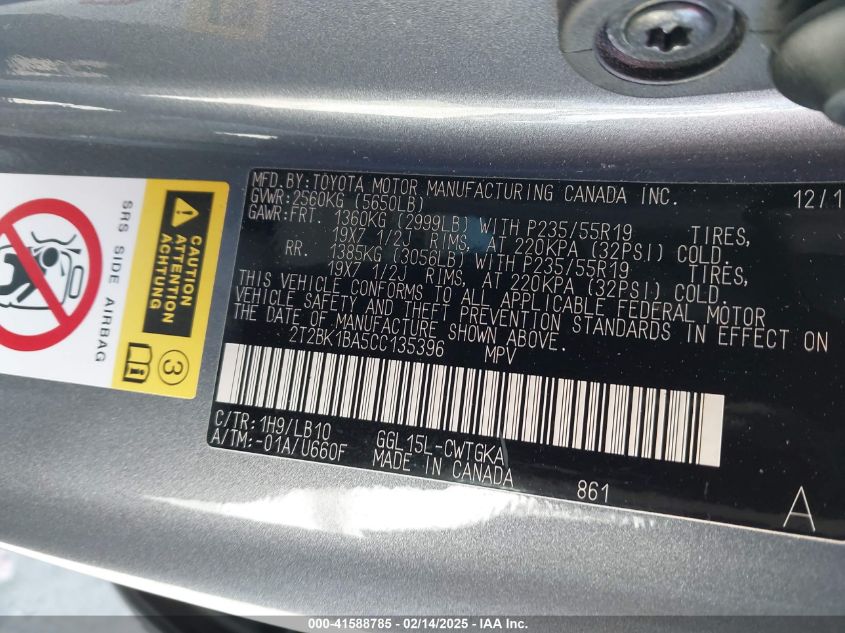 MFD.BY:TOYOTA MOTOR MANUFACTURING CANADA INC. 12/1
GVWR:2560KG (5650LB)
GAWR:FRT. 1360KG (2999LB) WITH P235/55R19 TIRES,
19X7 1/2J RIMS, AT 220KPA (32PSI) COLD.
RR. 1385KG (3056LB) WITH P235/55R19 TIRES,
19X7 1/2J RIMS, AT 220KPA (32PSI) COLD.
THIS VEHICLE CONFORMS TO ALL APPLICABLE FEDERAL MOTOR
VEHICLE SAFETY AND THEFT PREVENTION STANDARDS IN EFFECT ON
THE DATE OF MANUFACTURE SHOWN ABOVE.
2T2BK1BA5CC135396 MPV
C/TR:1H9/LB10 GGL15L-CWTGKA
A/TM:-01A/U660F MADE IN CANADA
861
A
SRS SIDE AIRBAG
CAUTION
ATTENTION
ACHTUNG
i
3
000-41588785 - 02/14/2025 - IAA Inc.